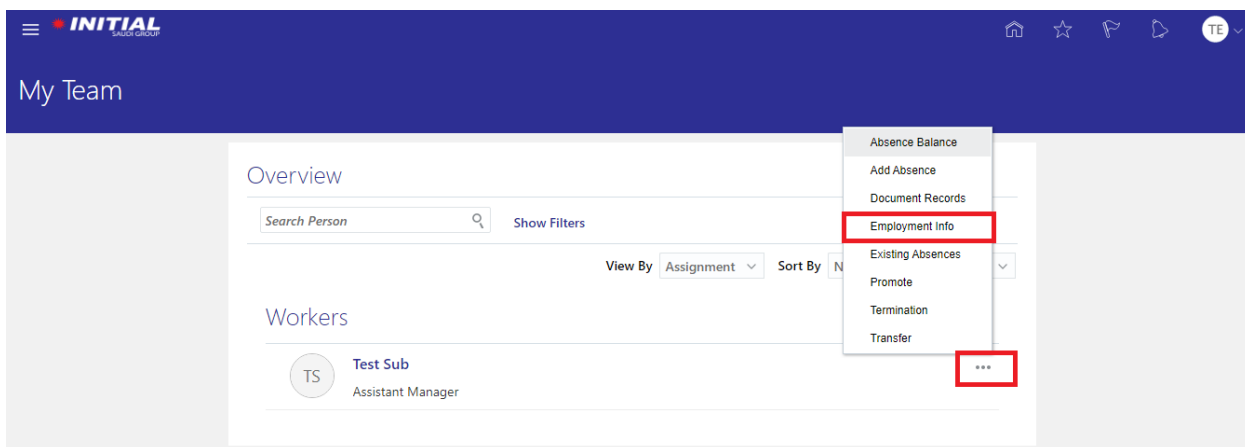 INITIAL
SAUDI GROUP
TE
My Team
Overview
Search Person
Show Filters
View By Assignment Sort By N
Absence Balance
Add Absence
Document Records
Employment Info
Existing Absences
Promote
Termination
Transfer
Workers
TS
Test Sub
Assistant Manager